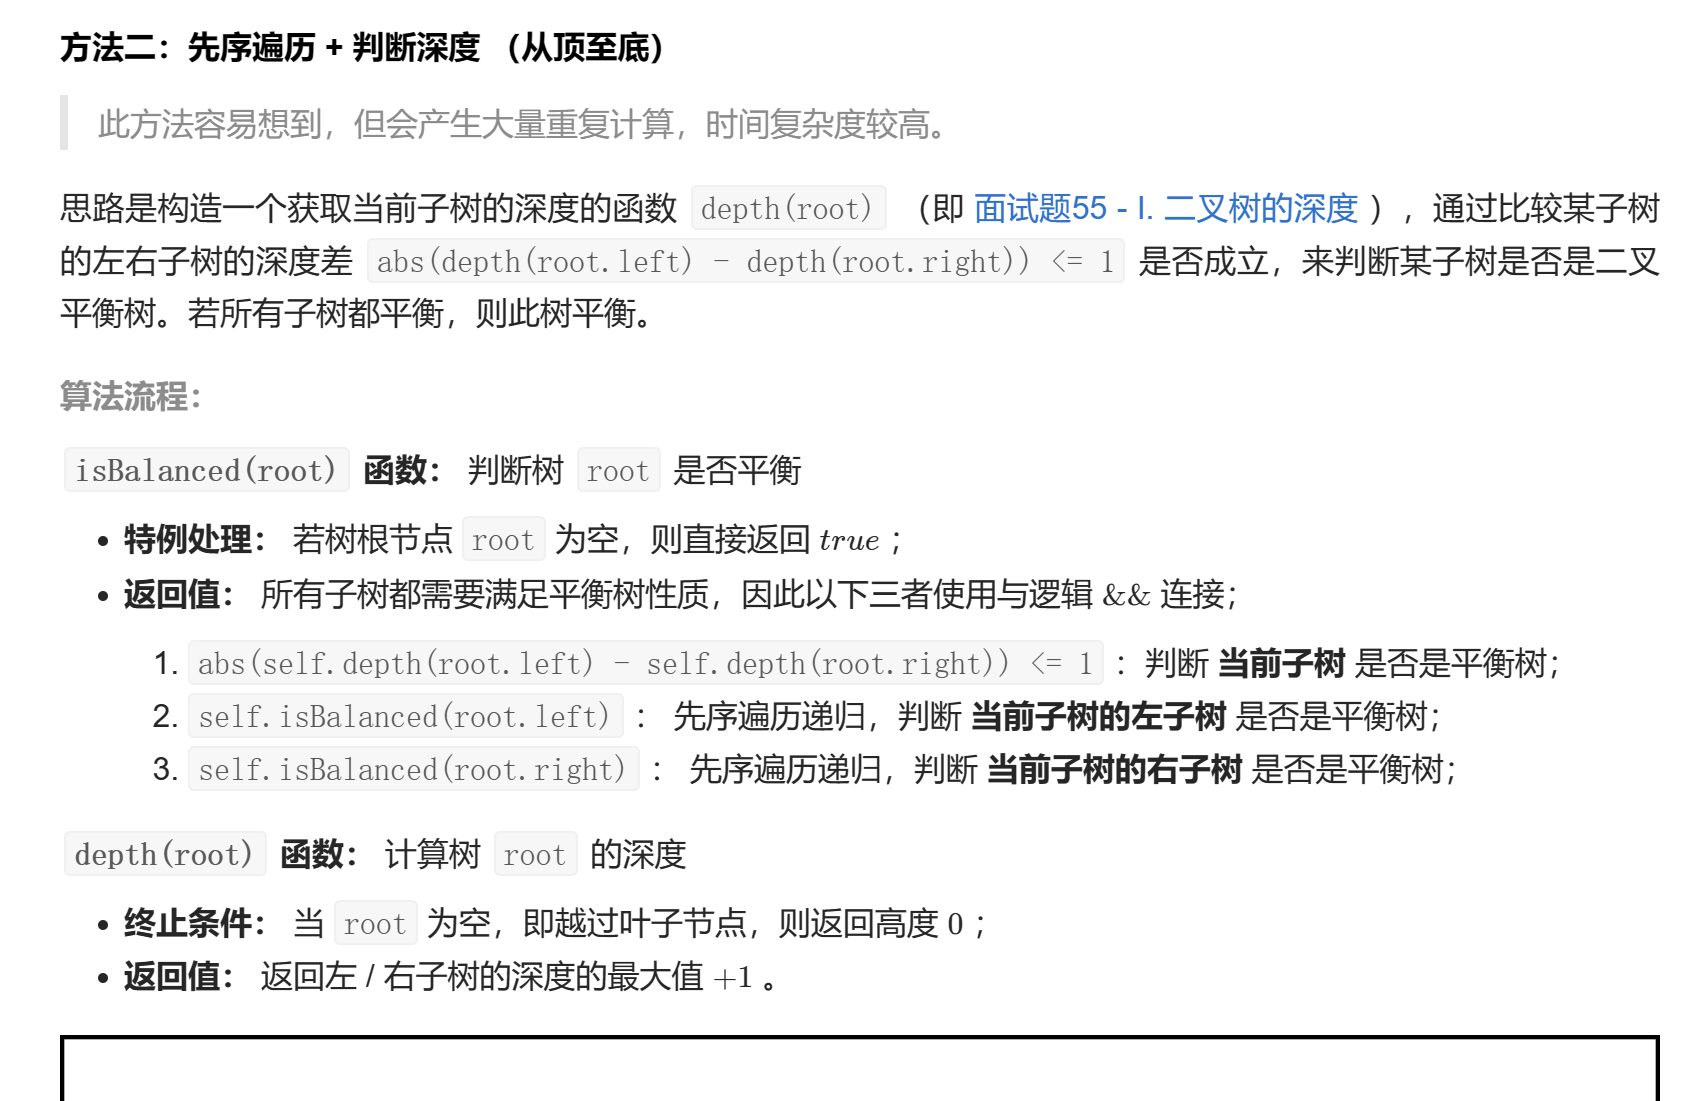 方法二：先序遍历 + 判断深度 （从顶至底）
此方法容易想到，但会产生大量重复计算，时间复杂度较高。
思路是构造一个获取当前子树的深度的函数 depth(root) （即 面试题55 - I. 二叉树的深度 ），通过比较某子树
的左右子树的深度差 abs(depth(root.left) - depth(root.right)) <= 1 是否成立，来判断某子树是否是二叉
平衡树。若所有子树都平衡，则此树平衡。
算法流程：
isBalanced(root) 函数： 判断树 root 是否平衡
• 特例处理： 若树根节点 root 为空，则直接返回 true ；
• 返回值： 所有子树都需要满足平衡树性质，因此以下三者使用与逻辑 && 连接；
1. abs(self.depth(root.left) - self.depth(root.right)) <= 1 ：判断 当前子树 是否是平衡树；
2. self.isBalanced(root.left) ： 先序遍历递归，判断 当前子树的左子树 是否是平衡树；
3. self.isBalanced(root.right) ： 先序遍历递归，判断 当前子树的右子树 是否是平衡树；
depth(root) 函数： 计算树 root 的深度
• 终止条件： 当 root 为空，即越过叶子节点，则返回高度 0 ；
• 返回值： 返回左 / 右子树的深度的最大值 +1 。